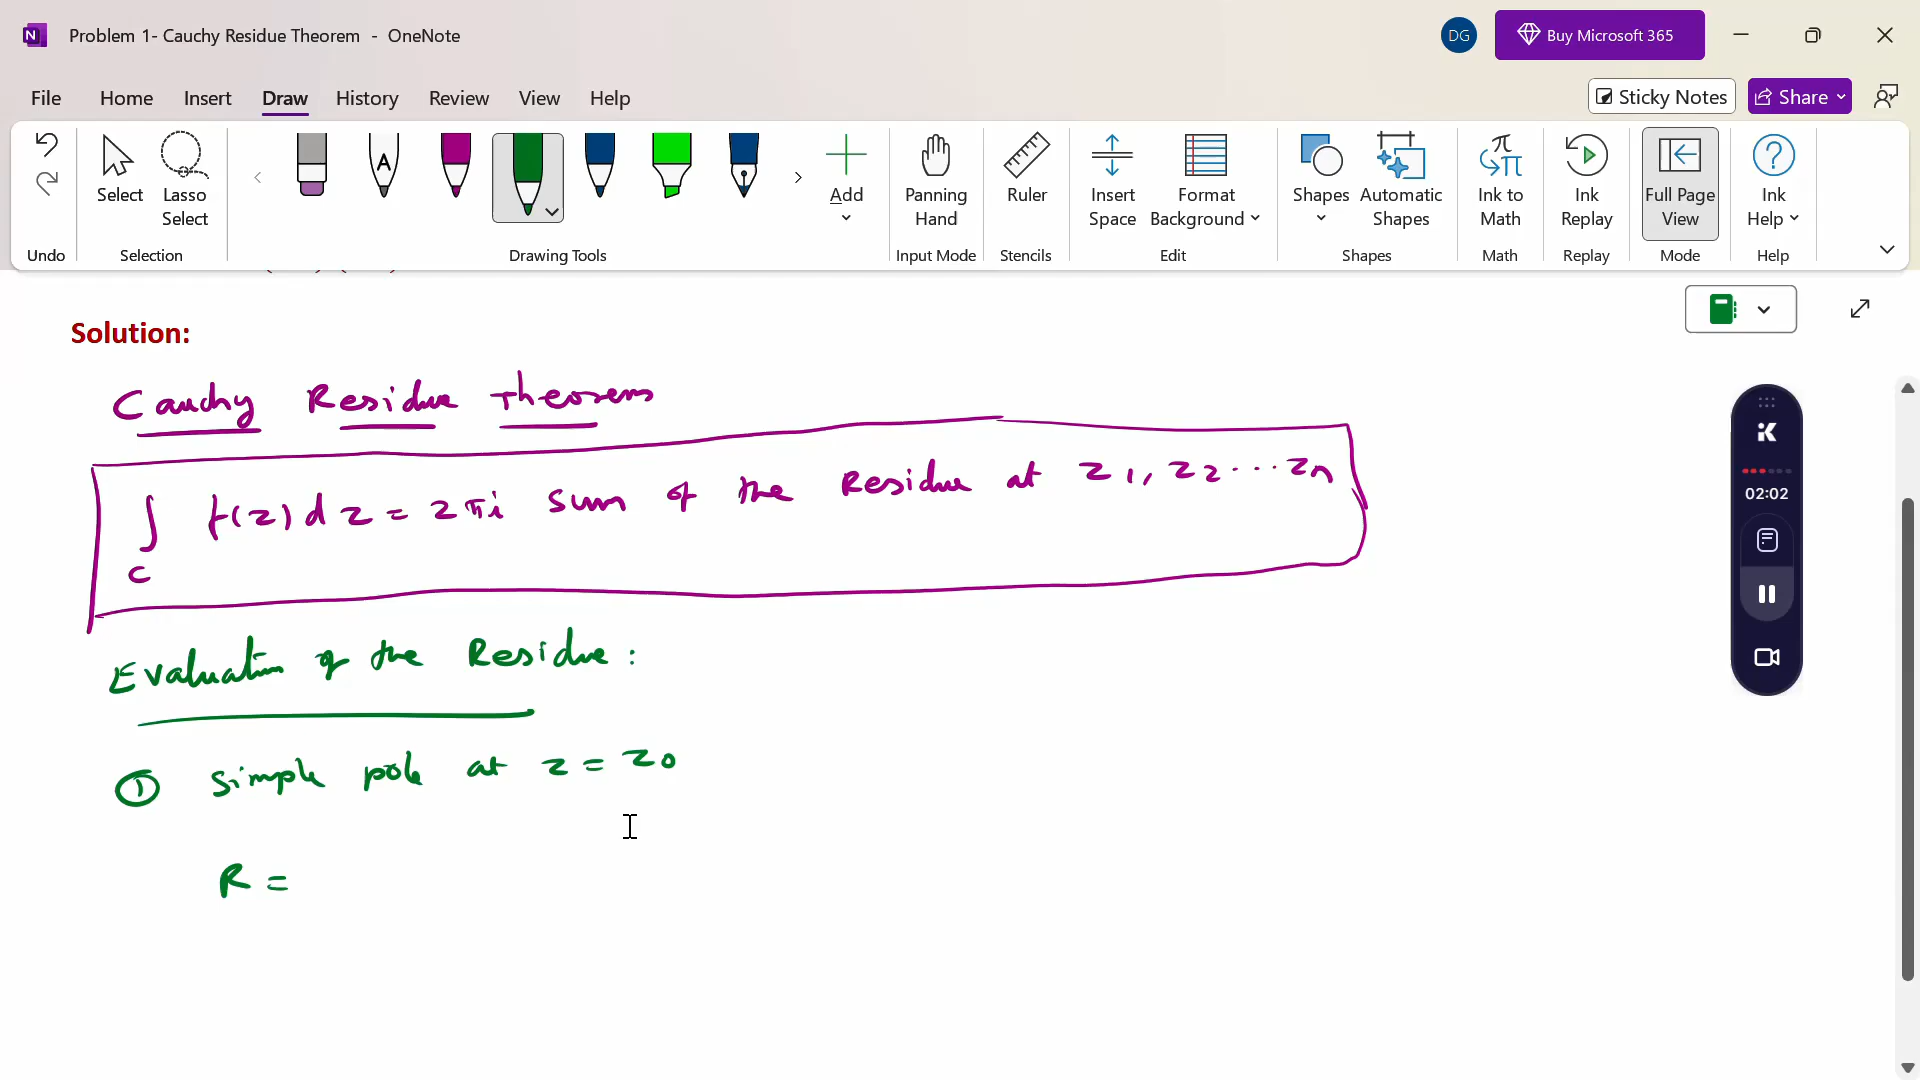 Problem 1- Cauchy Residue Theorem - OneNote
DG
Buy Microsoft 365
File Home Insert Draw History Review View Help
Sticky Notes
Share
Select
Lasso Select
A
Add
Panning Hand
Ruler
Insert Space
Format Background
Shapes
Automatic Shapes
Ink to Math
Ink Replay
Full Page View
Ink Help
Undo
Selection
Drawing Tools
Input Mode
Stencils
Edit
Shapes
Math
Replay
Mode
Help
Solution:
Cauchy Residue Theorem
∫ f(z) dz = 2πi sum of the Residue at z1, z2 ... zn
C
02:02
Evaluation of the Residue:
① Simple pole at z = z0
R =